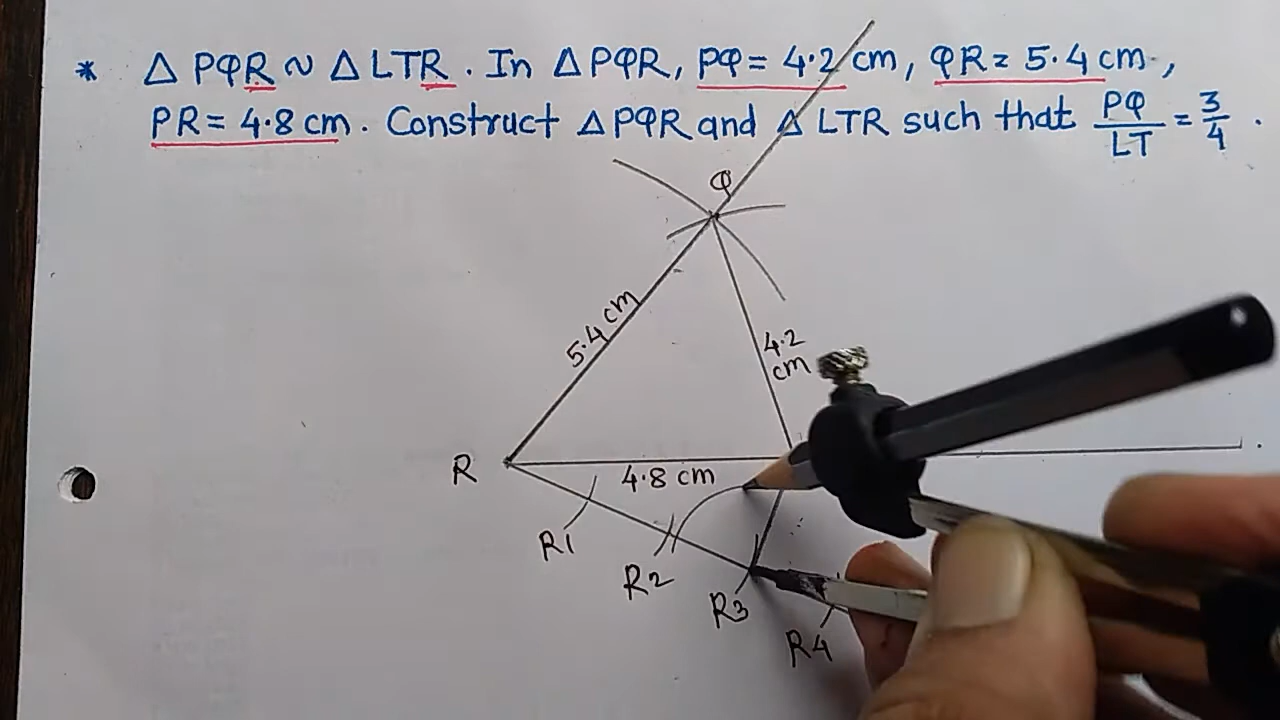 * Δ PQR ~ Δ LTR. In Δ PQR, PQ = 4.2 cm, QR = 5.4 cm,
PR = 4.8 cm. Construct Δ PQR and Δ LTR such that PQ/LT = 3/4.
Q
5.4 cm
4.2
cm
R
4.8 cm
R1
R2
R3
R4